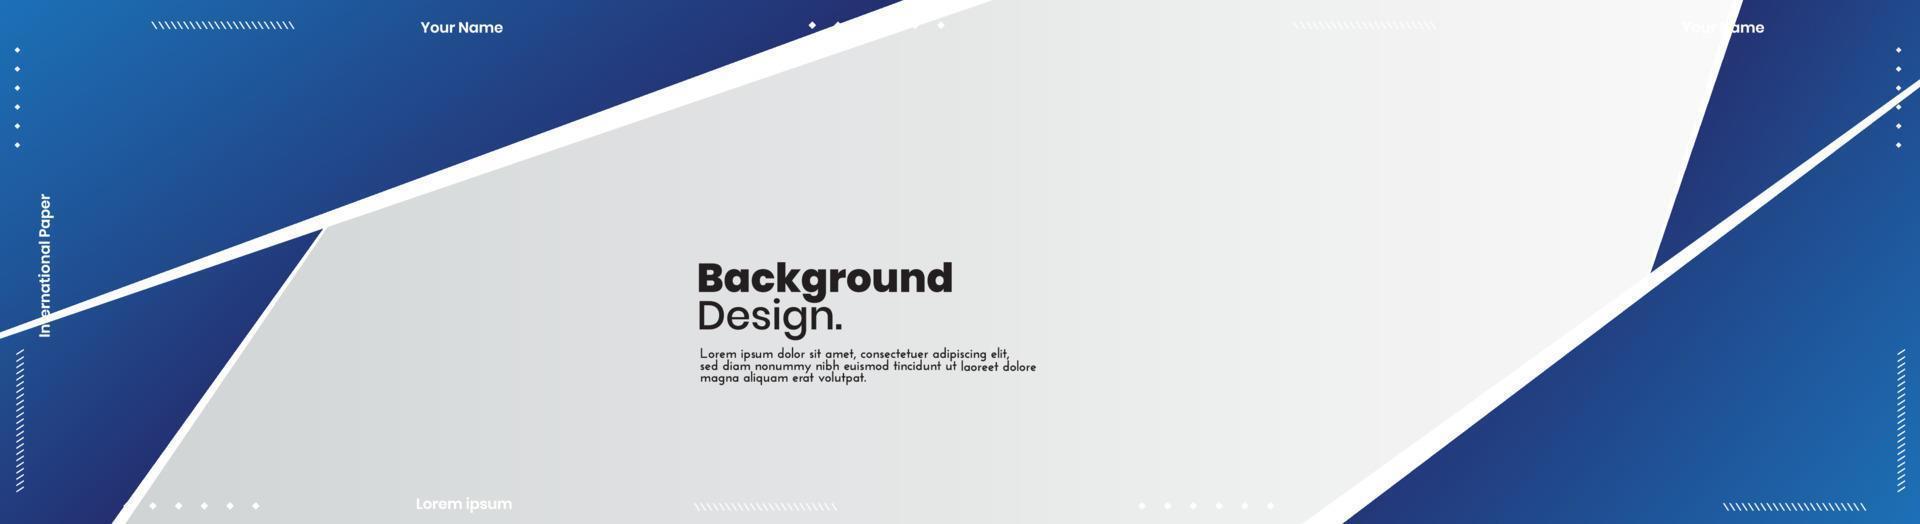 Your Name
Your Name
International Paper
Background
Design.
Lorem ipsum dolor sit amet, consectetuer adipiscing elit,
sed diam nonummy nibh euismod tincidunt ut laoreet dolore
magna aliquam erat volutpat.
Lorem ipsum